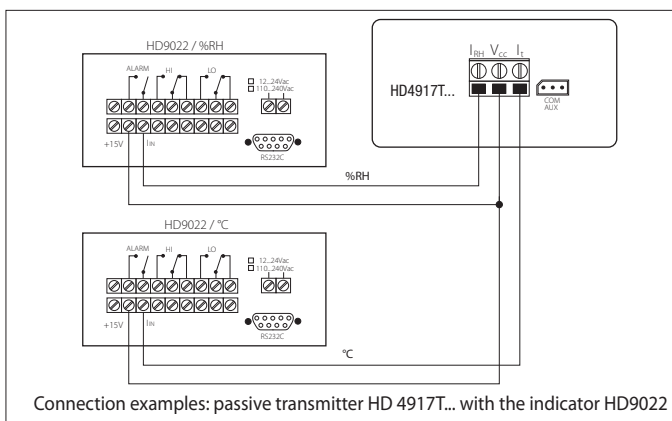 HD9022 / %RH
ALARM HI LO
12...24Vac
110...240Vac
+15V IIN
RS232C
IRH Vcc It
HD4917T...
COM
AUX
%RH
HD9022 / °C
ALARM HI LO
12...24Vac
110...240Vac
+15V IIN
RS232C
°C
Connection examples: passive transmitter HD 4917T... with the indicator HD9022